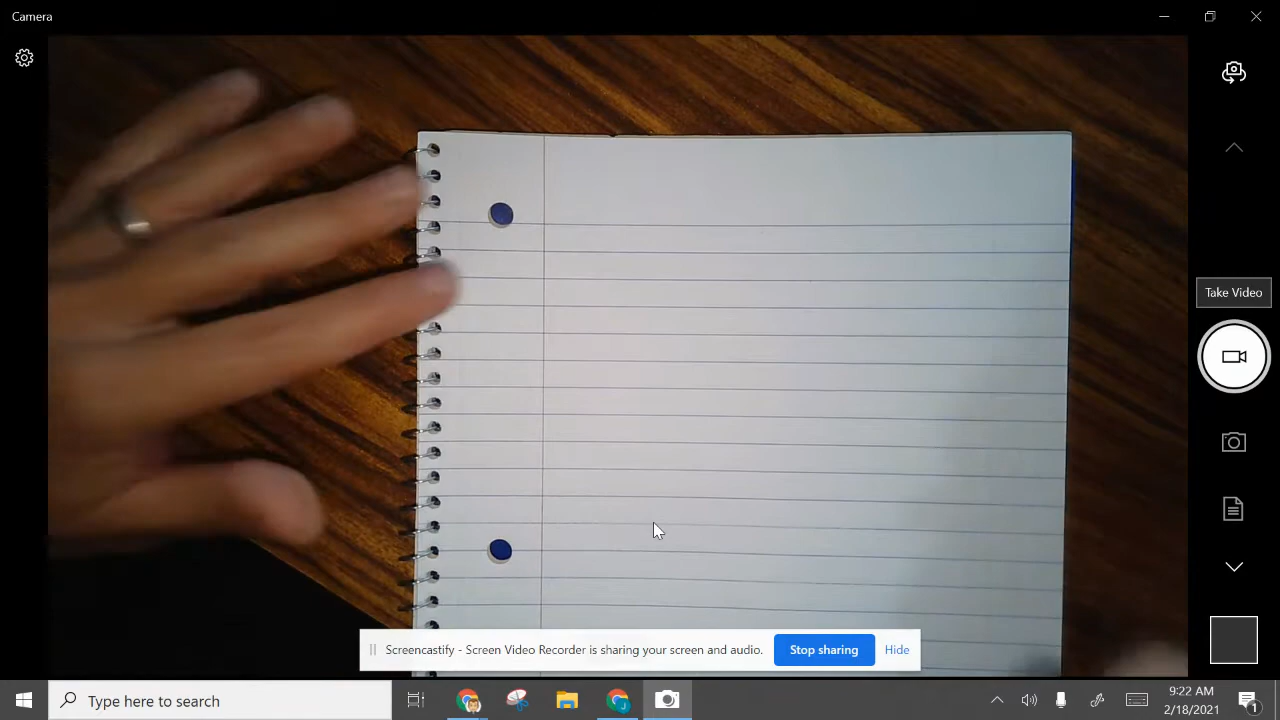 Camera
Take Video
Screencastify - Screen Video Recorder is sharing your screen and audio.
Stop sharing
Hide
Type here to search
9:22 AM
2/18/2021
1